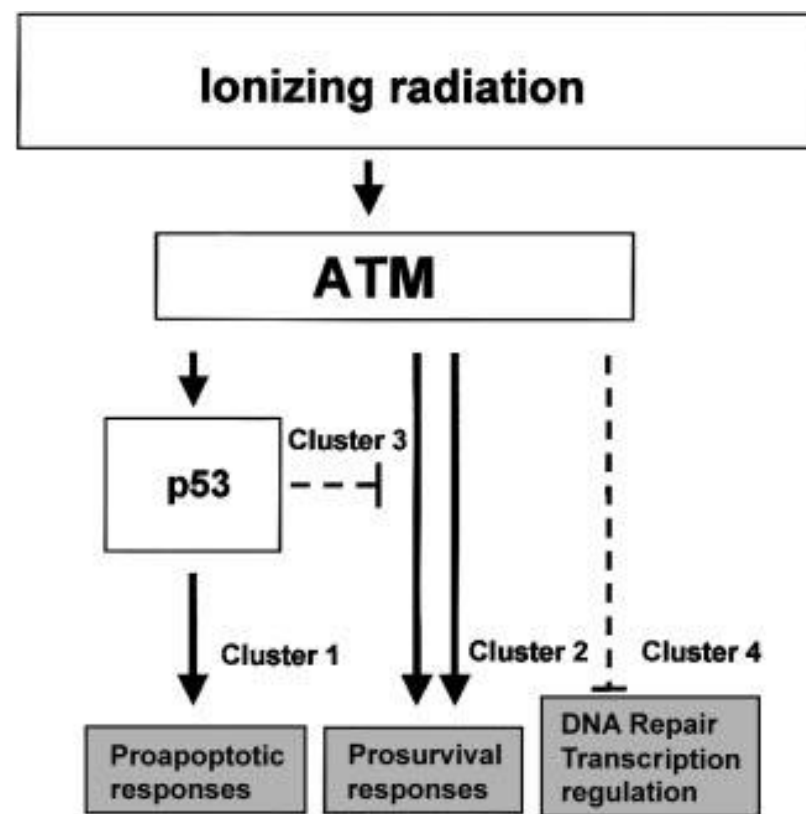 Ionizing radiation
ATM
Cluster 3
p53
Cluster 1
Cluster 2
Cluster 4
Proapoptotic
responses
Prosurvival
responses
DNA Repair
Transcription
regulation